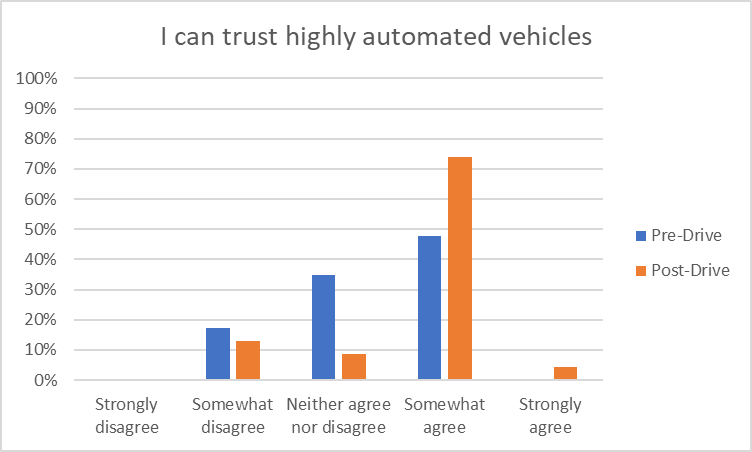 I can trust highly automated vehicles
100%
90%
80%
70%
60%
50%
40%
30%
20%
10%
0%
Strongly
disagree
Somewhat
disagree
Neither agree
nor disagree
Somewhat
agree
Strongly
agree
Pre-Drive
Post-Drive